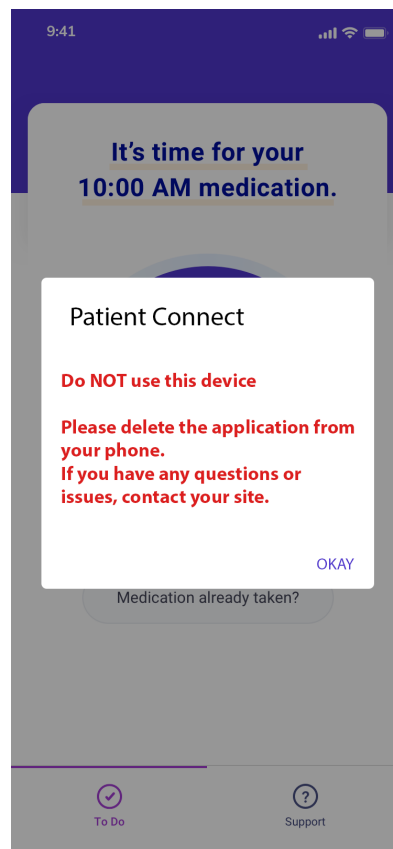 9:41
It’s time for your
10:00 AM medication.
Patient Connect
Do NOT use this device
Please delete the application from
your phone.
If you have any questions or
issues, contact your site.
OKAY
Medication already taken?
To Do
Support